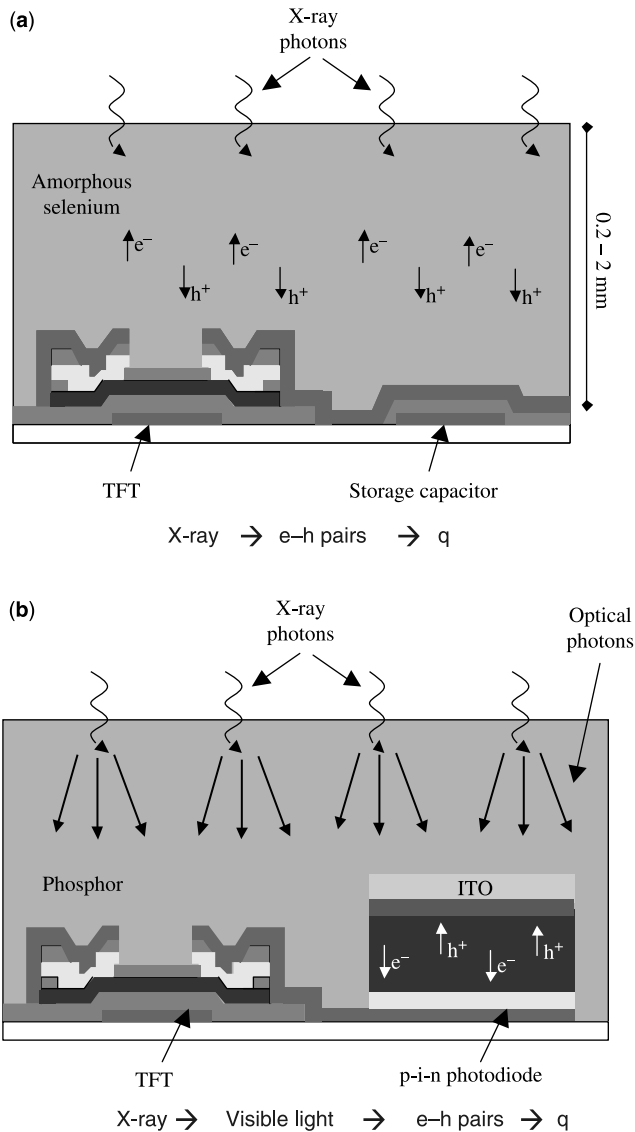 (a)
X-ray
photons
Amorphous
selenium
e⁻
e⁻
e⁻
e⁻
h⁺
h⁺
h⁺
h⁺
0.2 – 2 mm
TFT
Storage capacitor
X-ray → e–h pairs → q
(b)
X-ray
photons
Optical
photons
Phosphor
ITO
e⁻
h⁺
e⁻
h⁺
TFT
p-i-n photodiode
X-ray → Visible light → e–h pairs → q